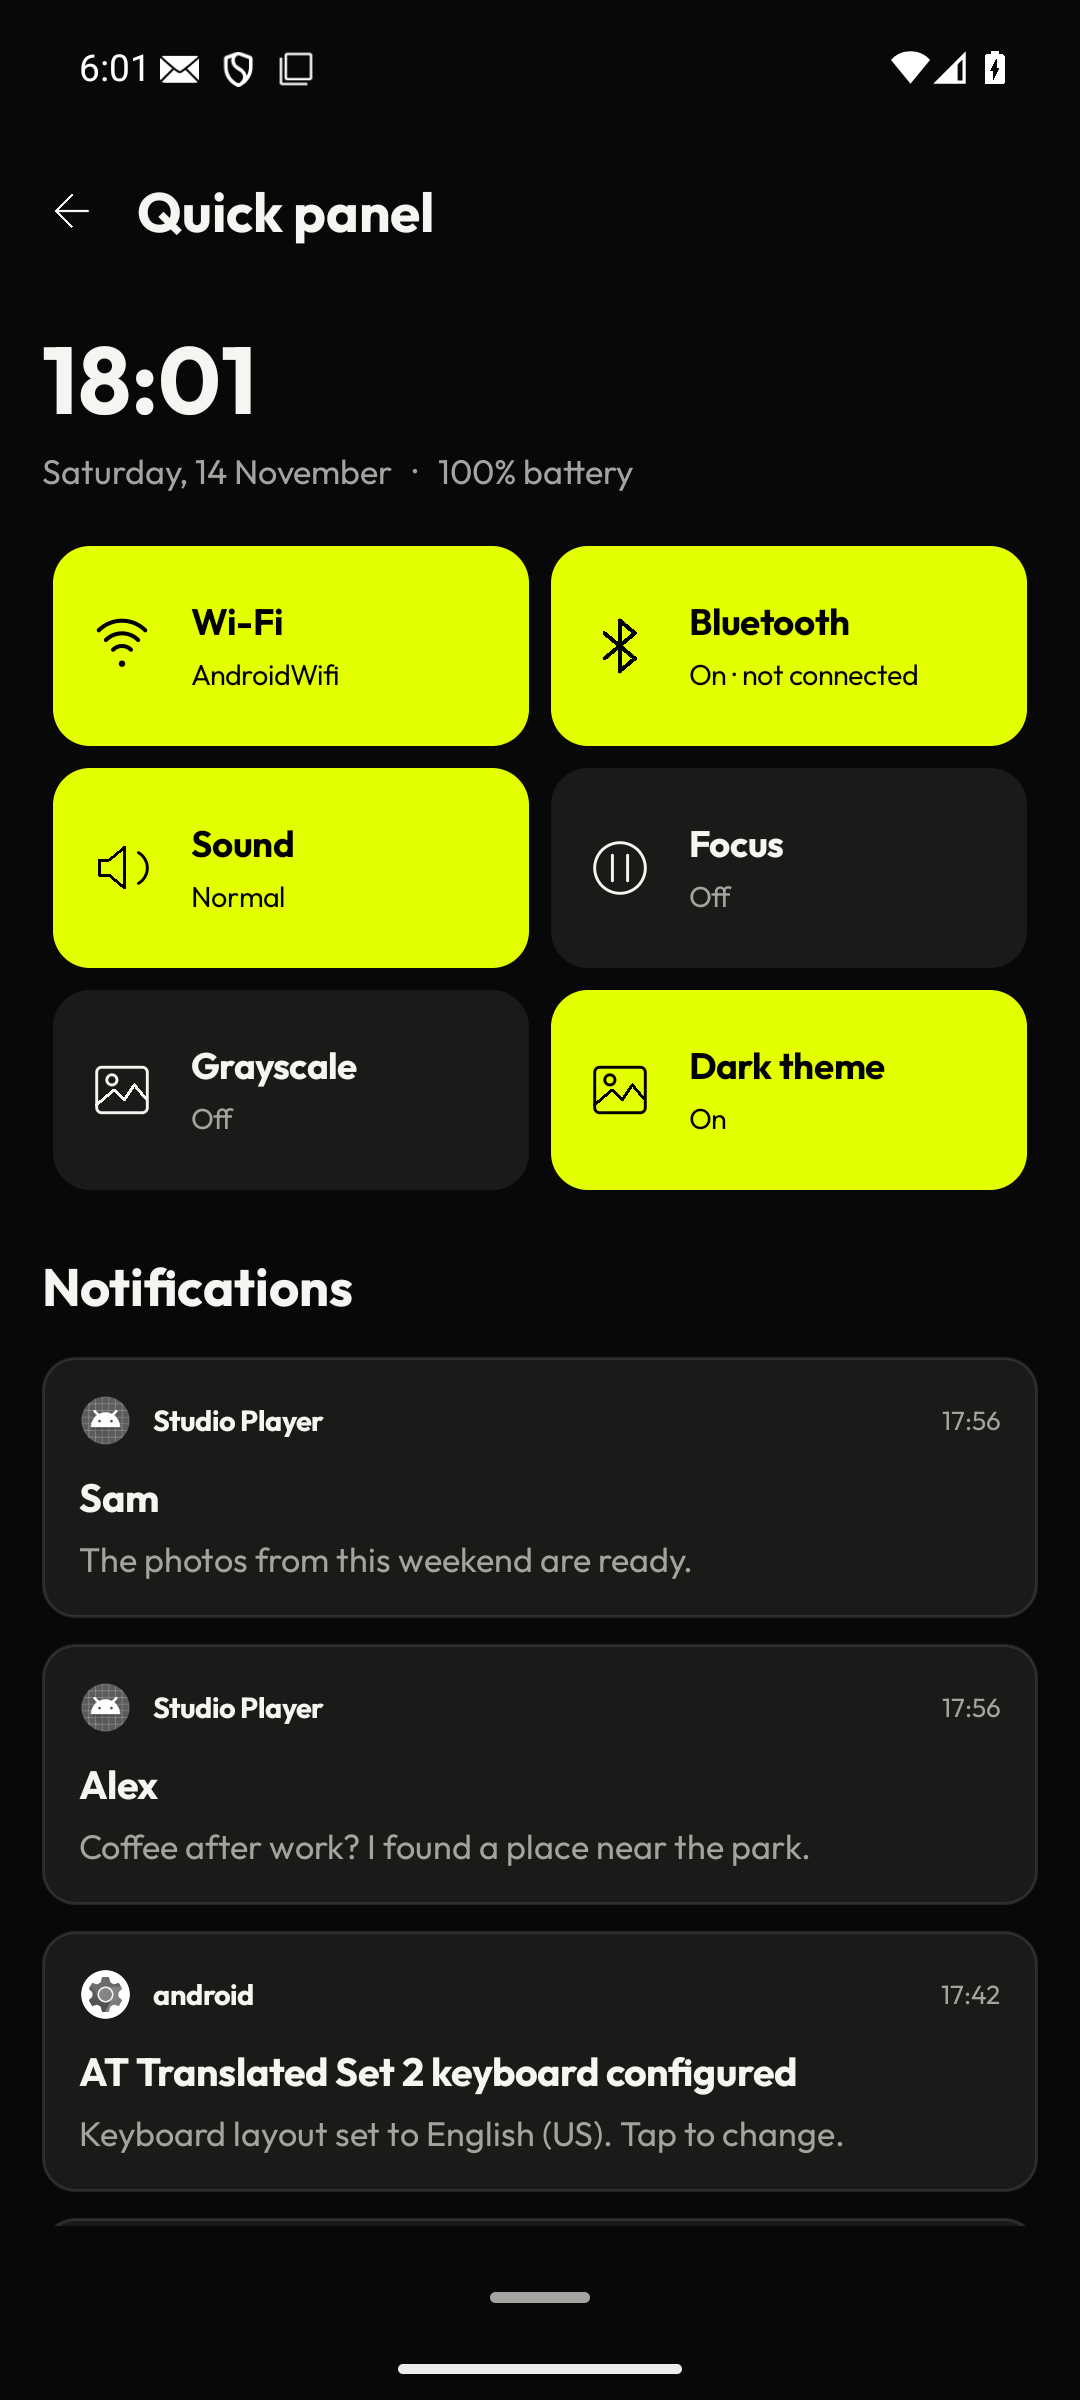 6:01
Quick panel
18:01
Saturday, 14 November · 100% battery
Wi-Fi
AndroidWifi
Bluetooth
On · not connected
Sound
Normal
Focus
Off
Grayscale
Off
Dark theme
On
Notifications
Studio Player 17:56
Sam
The photos from this weekend are ready.
Studio Player 17:56
Alex
Coffee after work? I found a place near the park.
android 17:42
AT Translated Set 2 keyboard configured
Keyboard layout set to English (US). Tap to change.